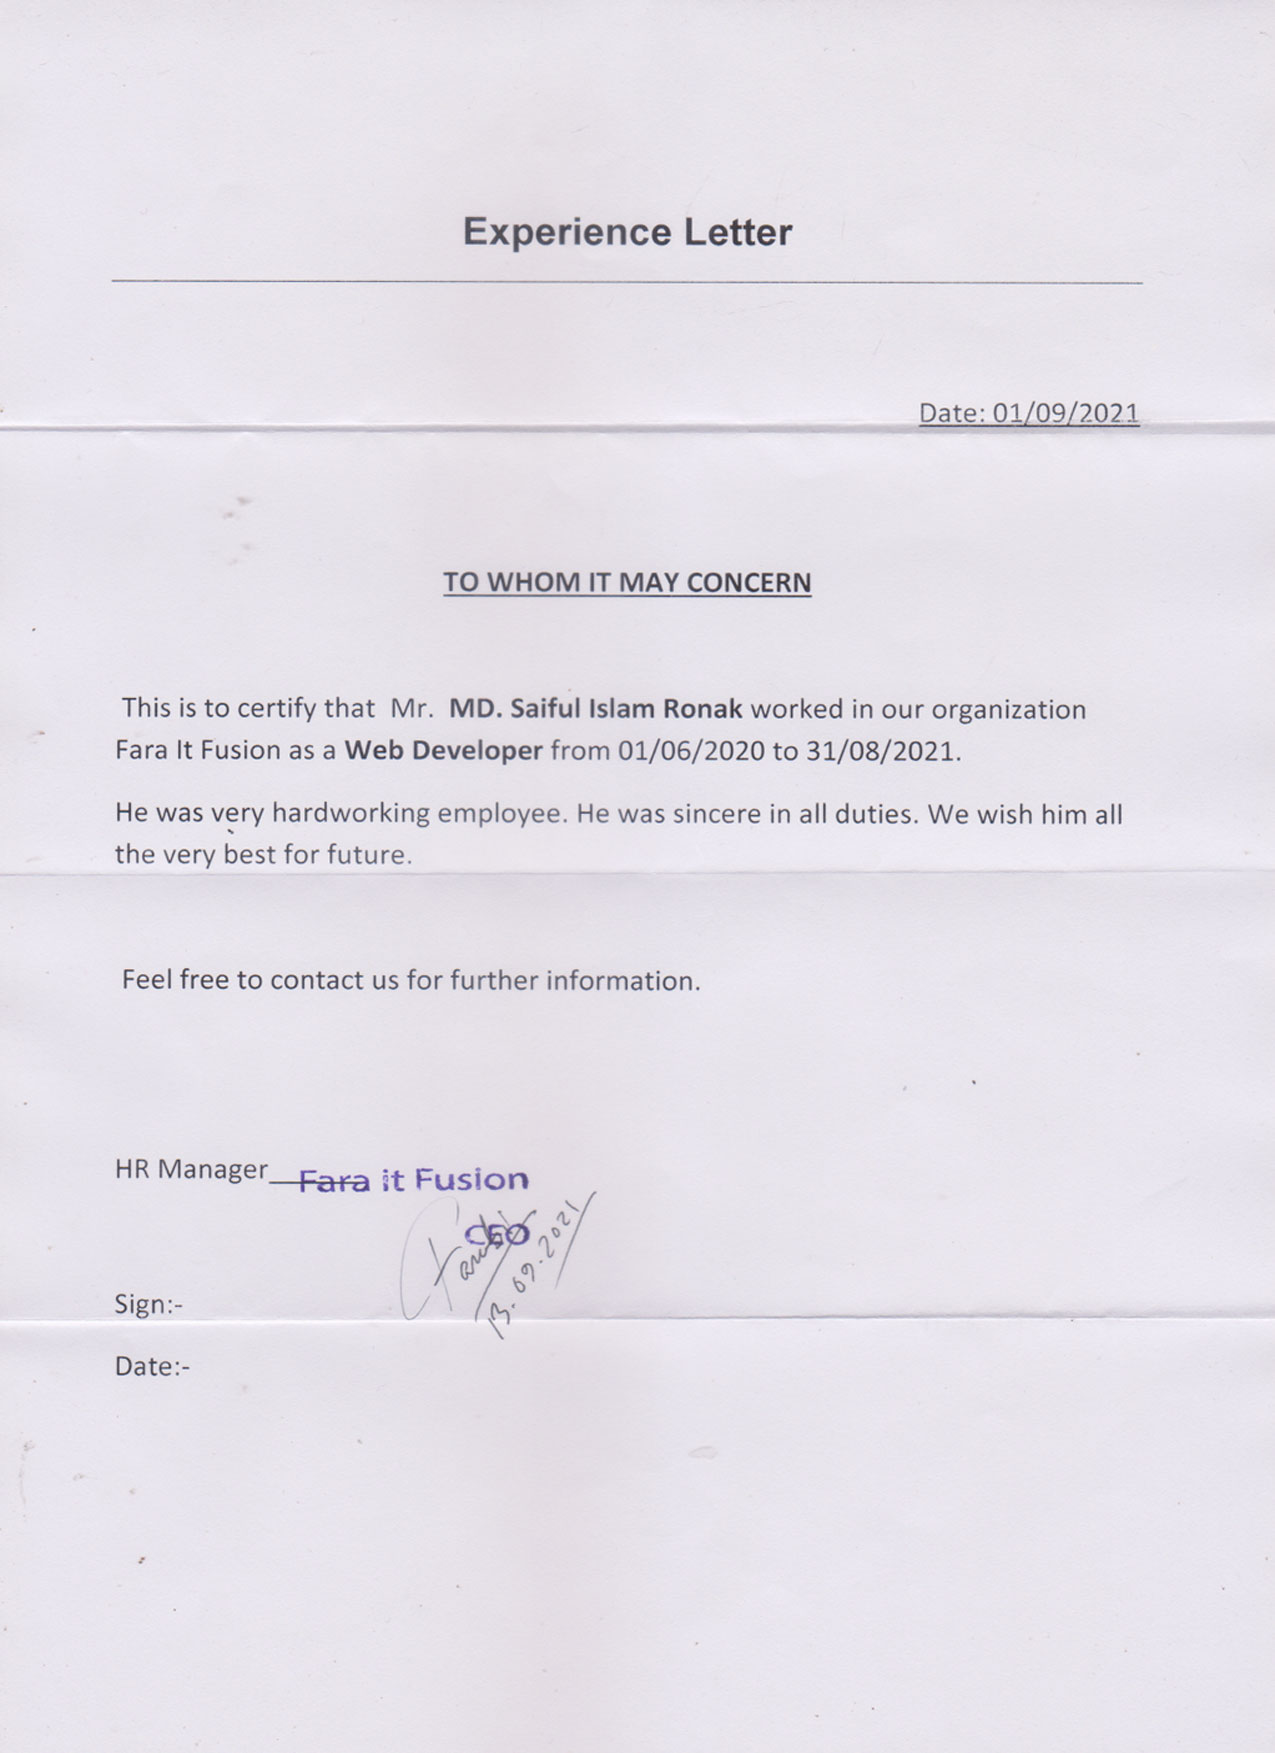 Experience Letter
Date: 01/09/2021
TO WHOM IT MAY CONCERN
This is to certify that Mr. MD. Saiful Islam Ronak worked in our organization
Fara It Fusion as a Web Developer from 01/06/2020 to 31/08/2021.
He was very hardworking employee. He was sincere in all duties. We wish him all
the very best for future.
Feel free to contact us for further information.
HR Manager__ Fara it Fusion
CEO
13.09.2021
Sign:-
Date:-